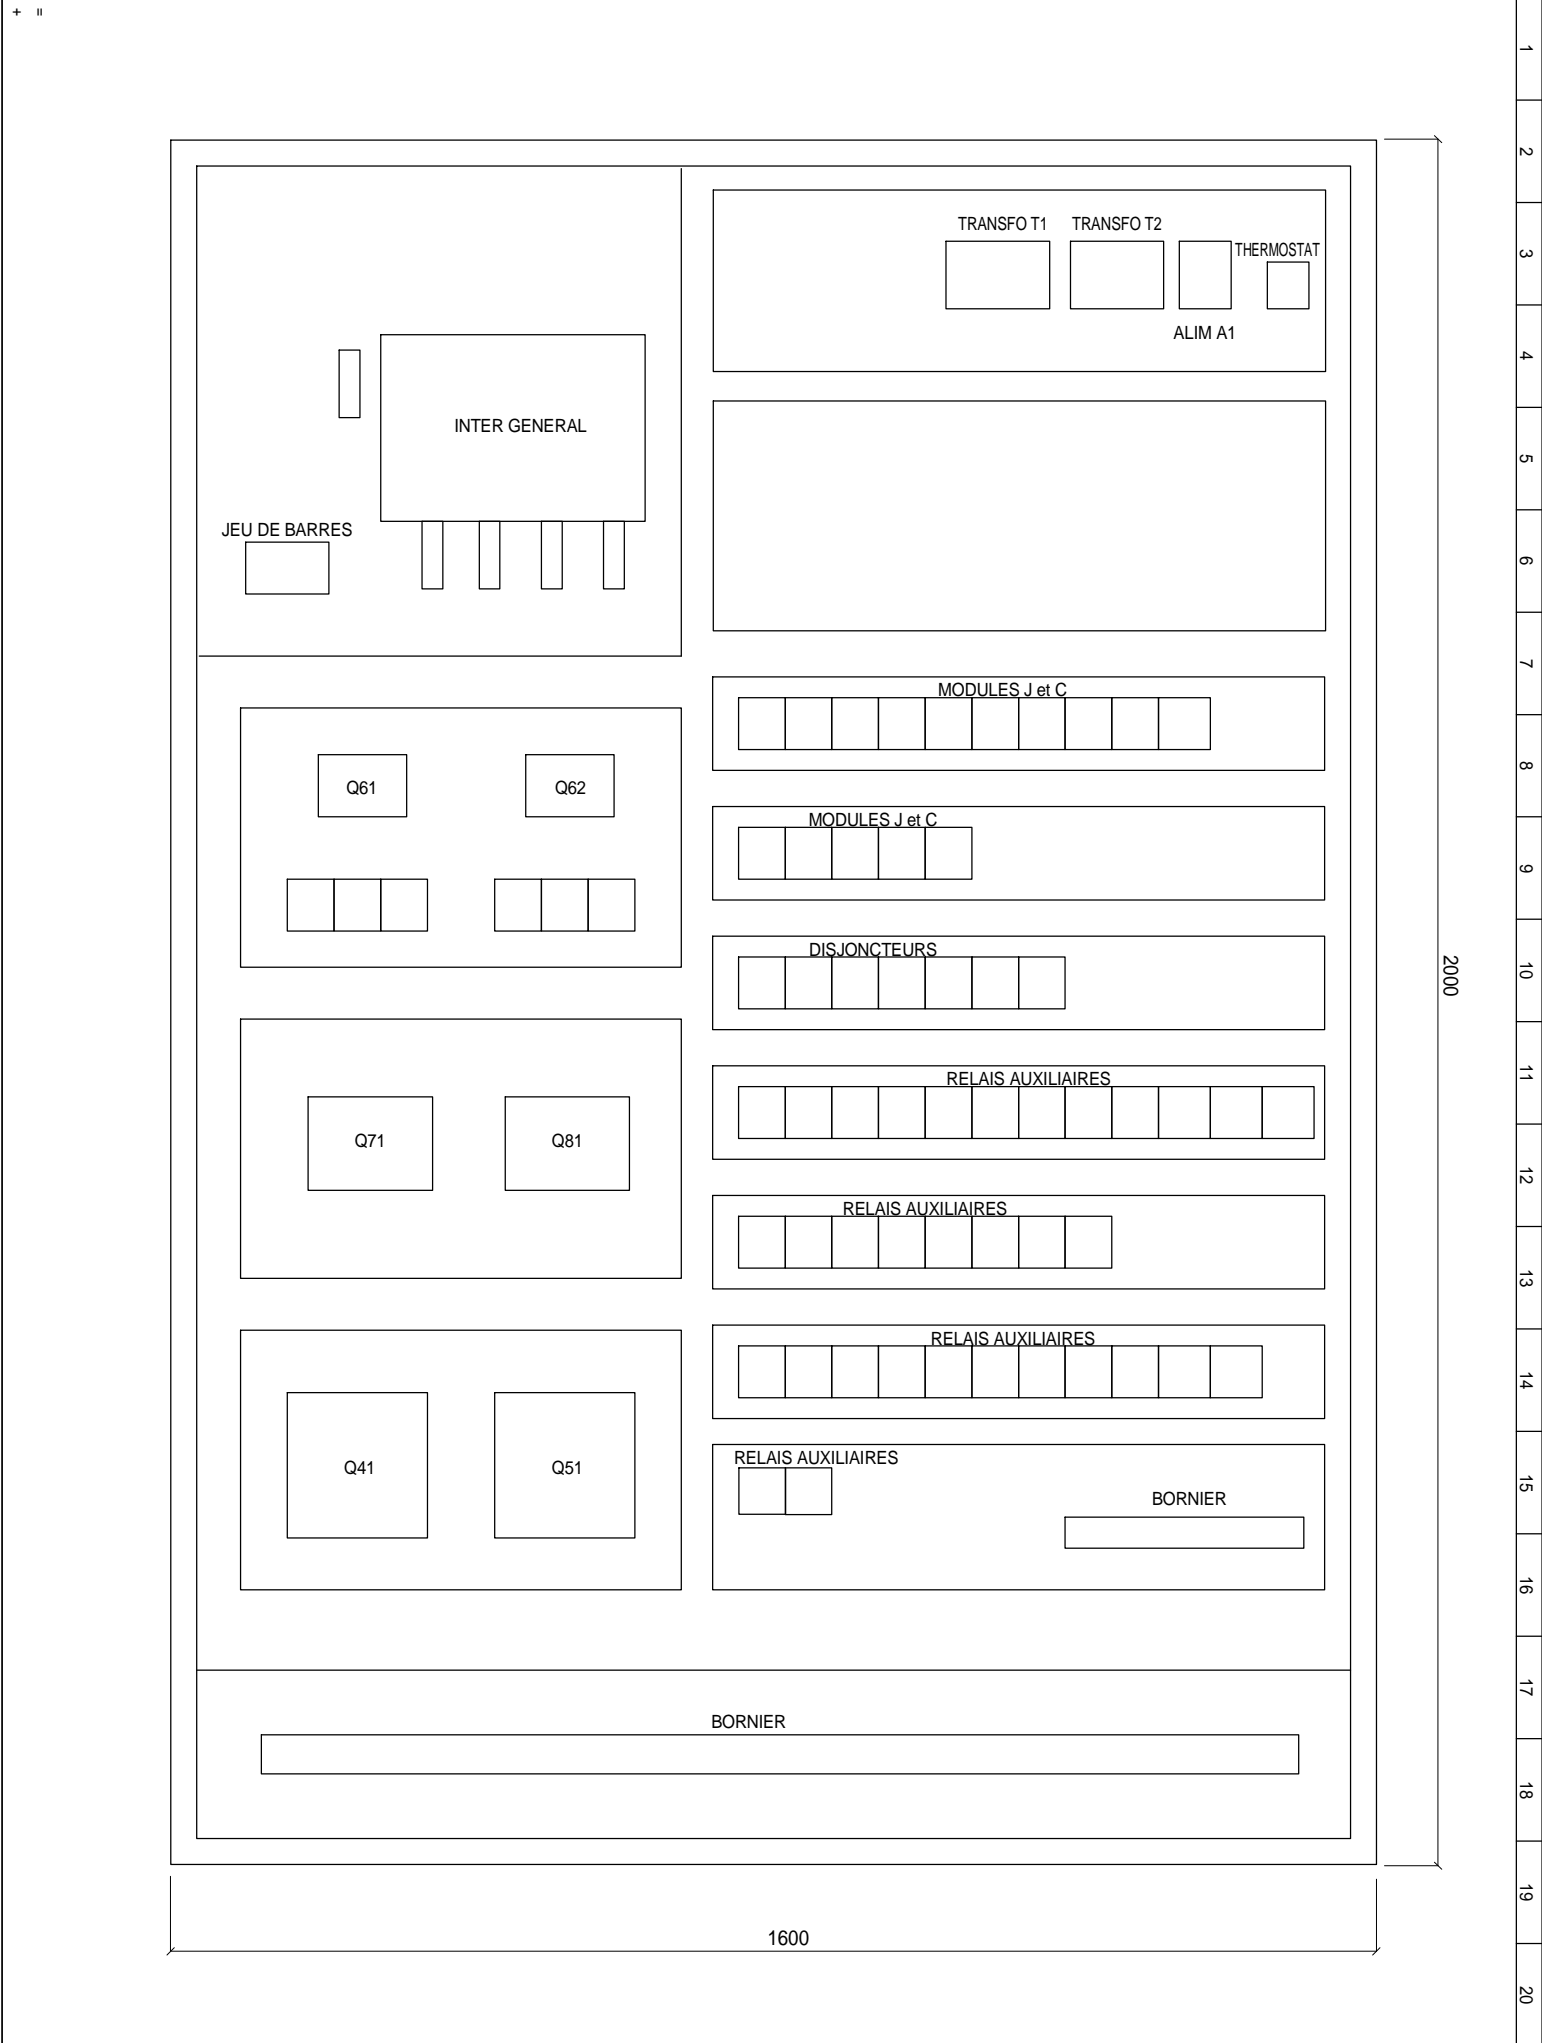 + =
1
2
3
4
5
6
7
8
9
10
11
12
13
14
15
16
17
18
19
20
TRANSFO T1
TRANSFO T2
THERMOSTAT
ALIM A1
INTER GENERAL
JEU DE BARRES
MODULES J et C
Q61
Q62
MODULES J et C
DISJONCTEURS
2000
RELAIS AUXILIAIRES
Q71
Q81
RELAIS AUXILIAIRES
RELAIS AUXILIAIRES
Q41
Q51
RELAIS AUXILIAIRES
BORNIER
BORNIER
1600